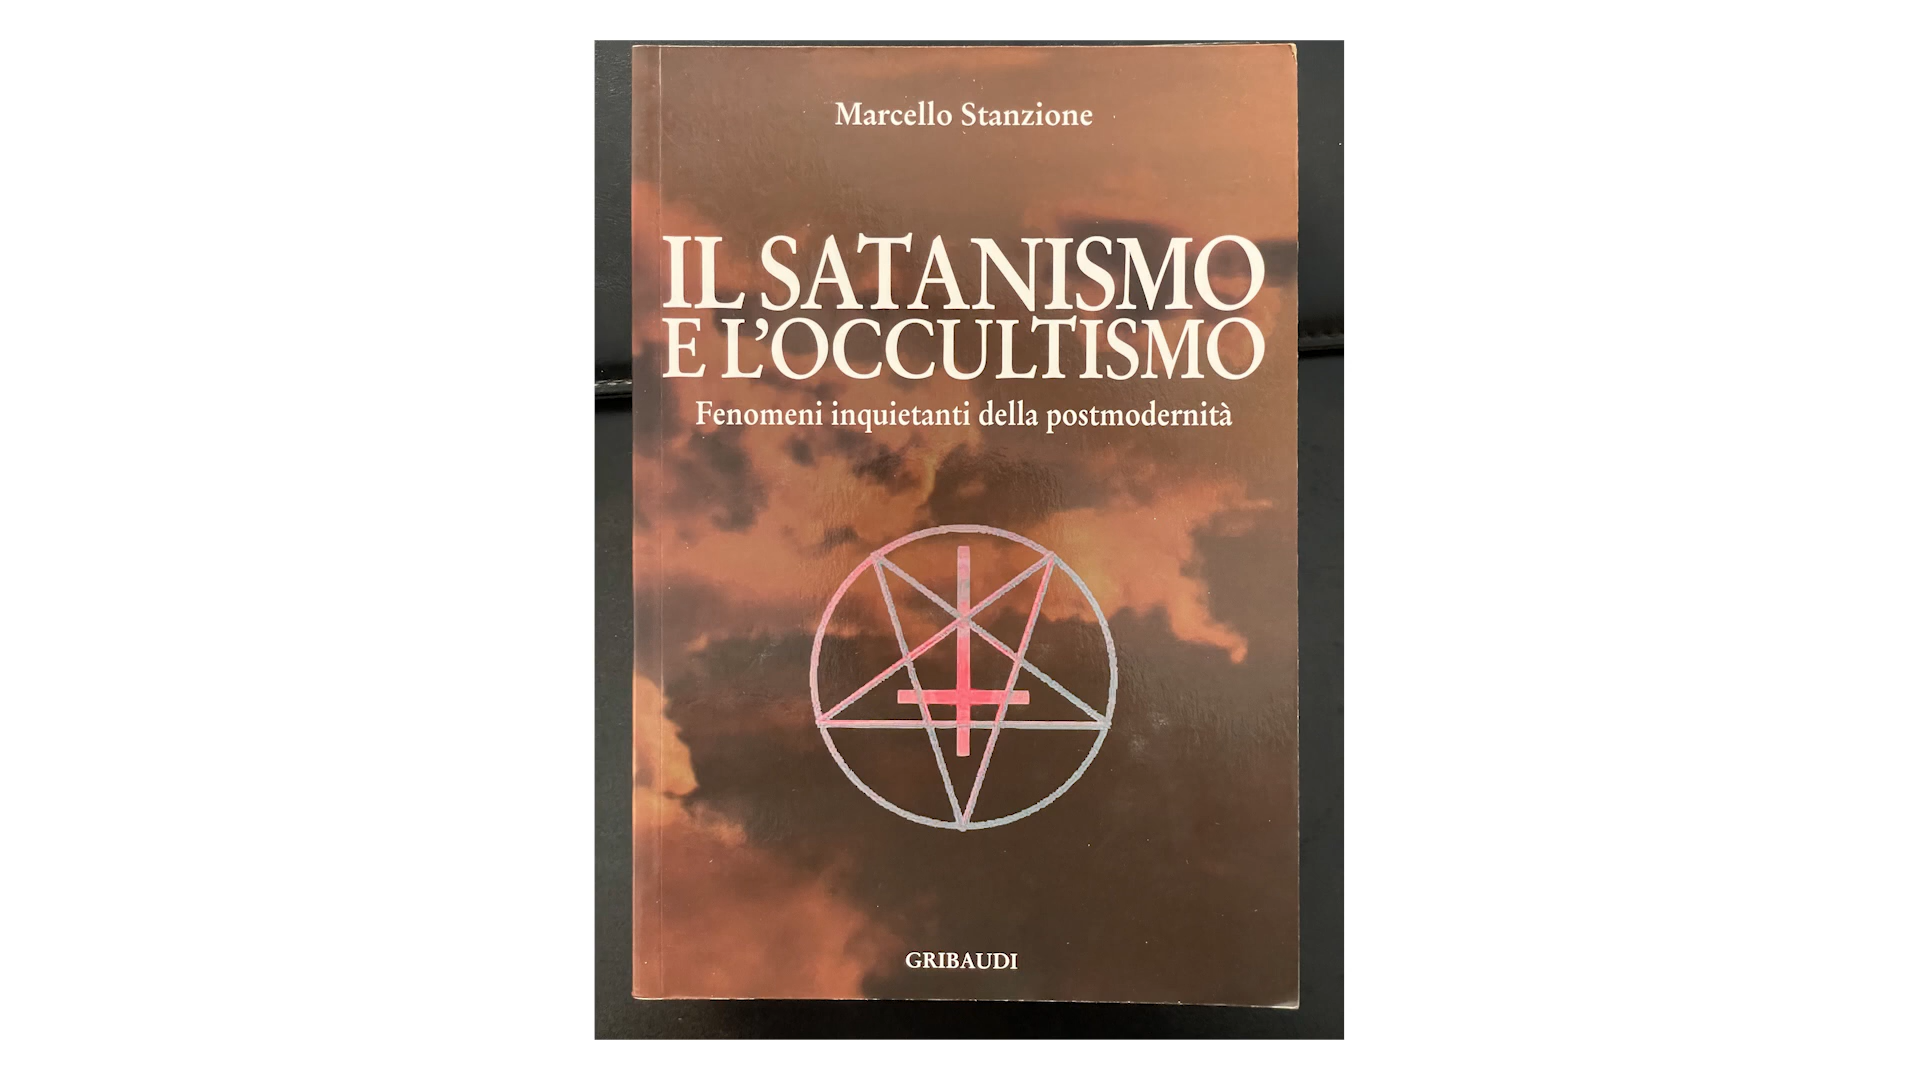 Marcello Stanzione
IL SATANISMO
E L'OCCULTISMO
Fenomeni inquietanti della postmodernità
GRIBAUDI